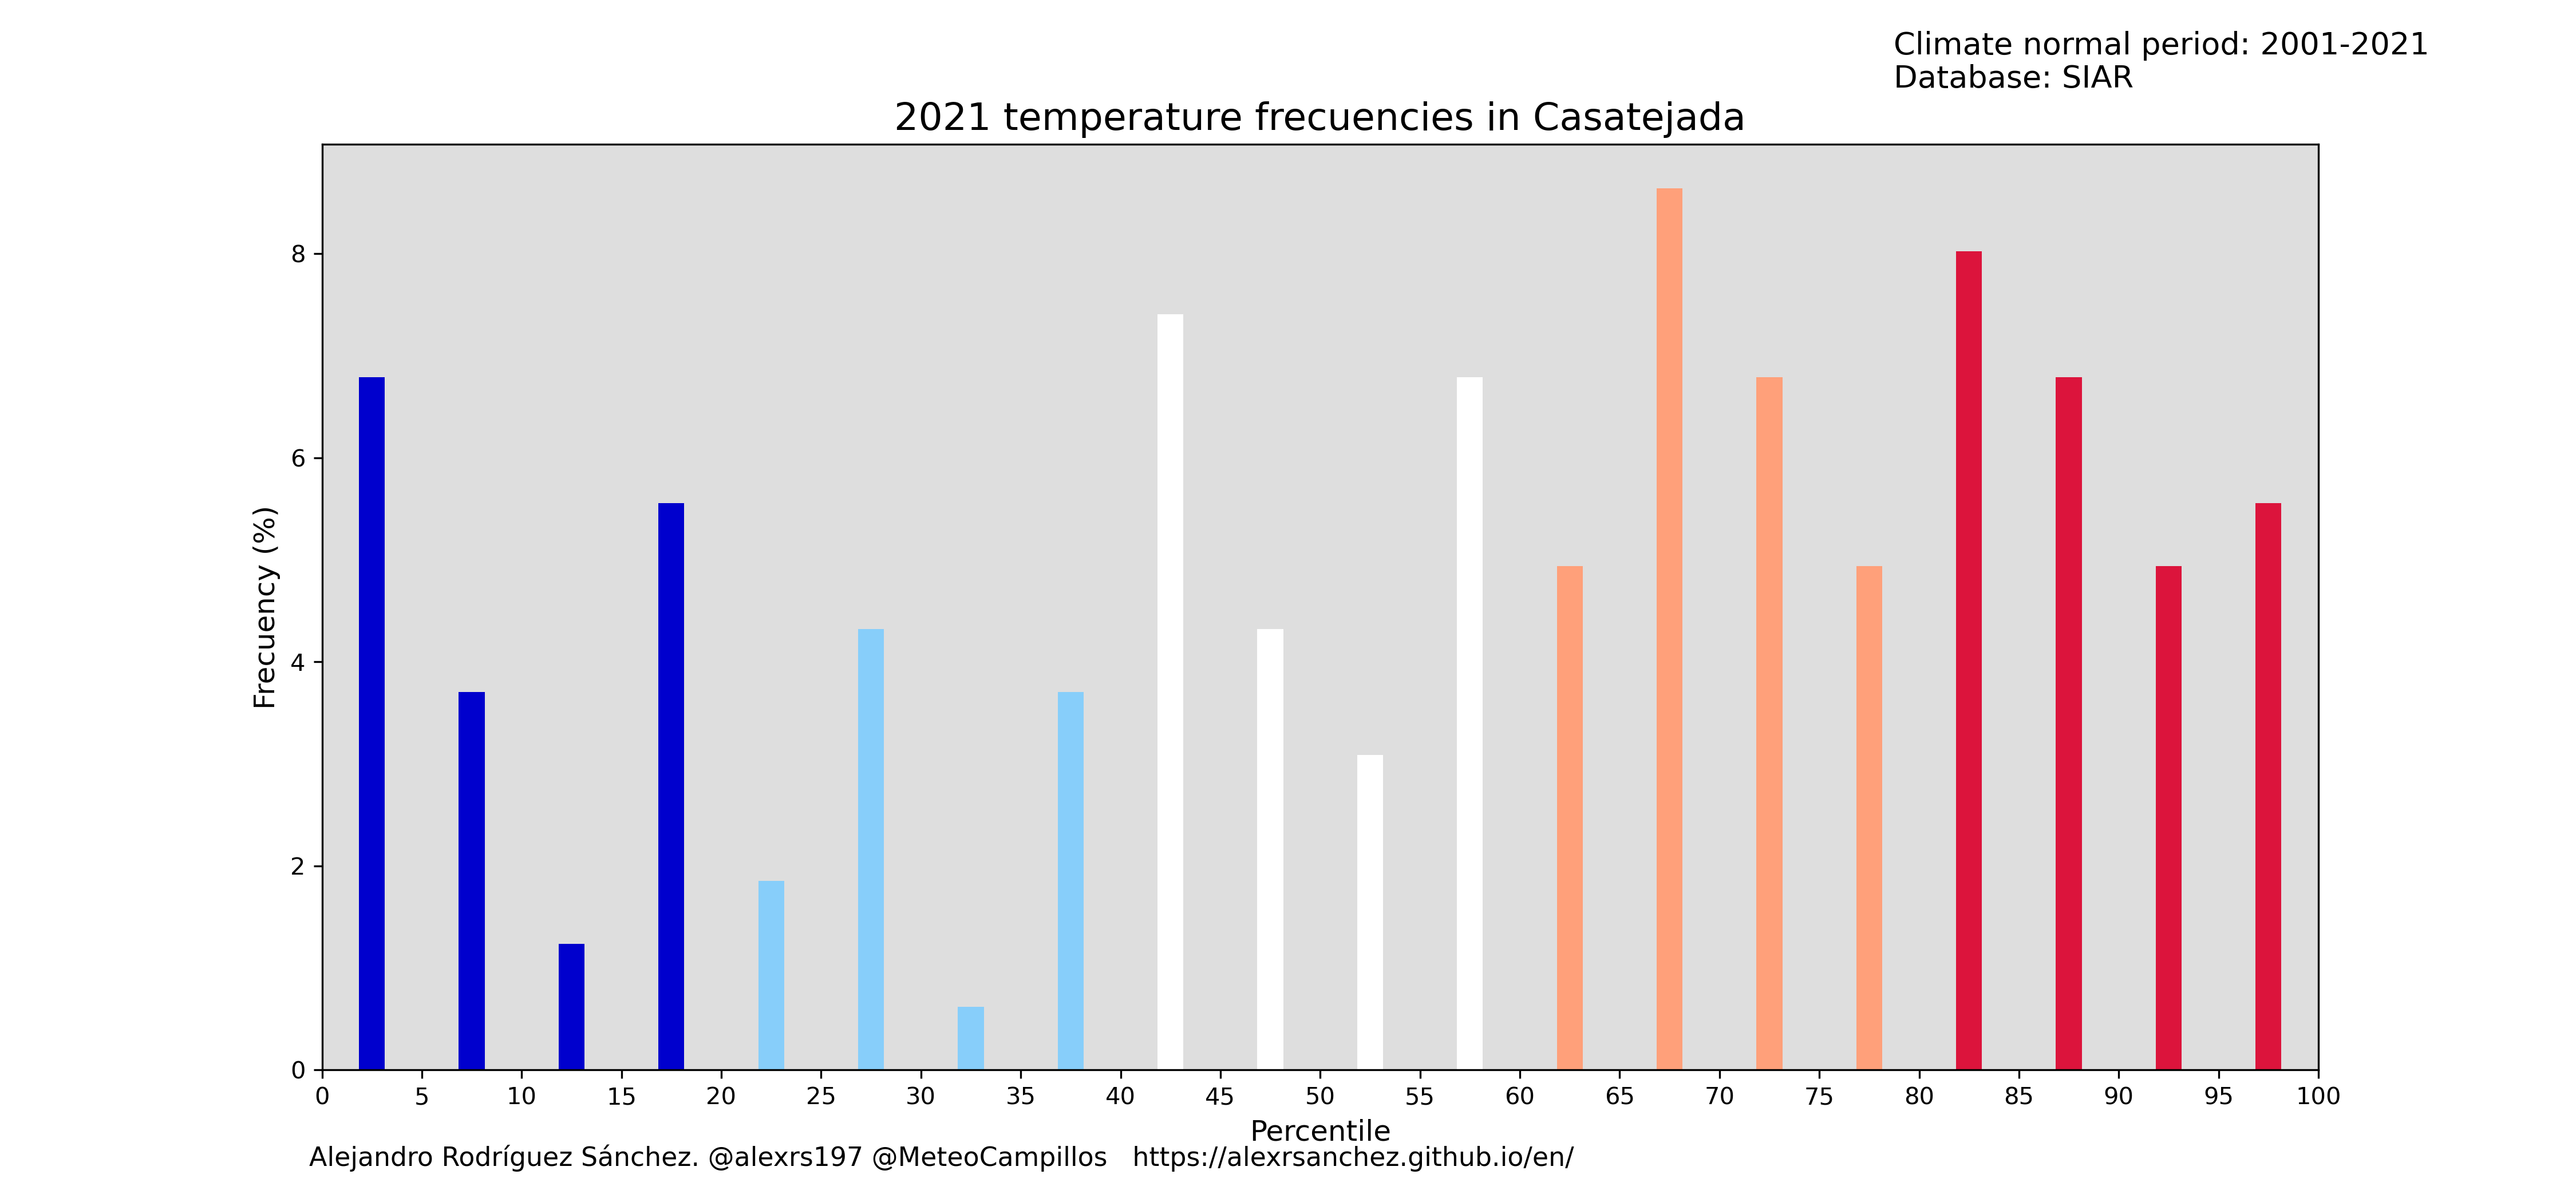 Climate normal period: 2001-2021
Database: SIAR
2021 temperature frecuencies in Casatejada
Frecuency (%)
8
6
4
2
0
0 5 10 15 20 25 30 35 40 45 50 55 60 65 70 75 80 85 90 95 100
Percentile
Alejandro Rodríguez Sánchez. @alexrs197 @MeteoCampillos https://alexrsanchez.github.io/en/